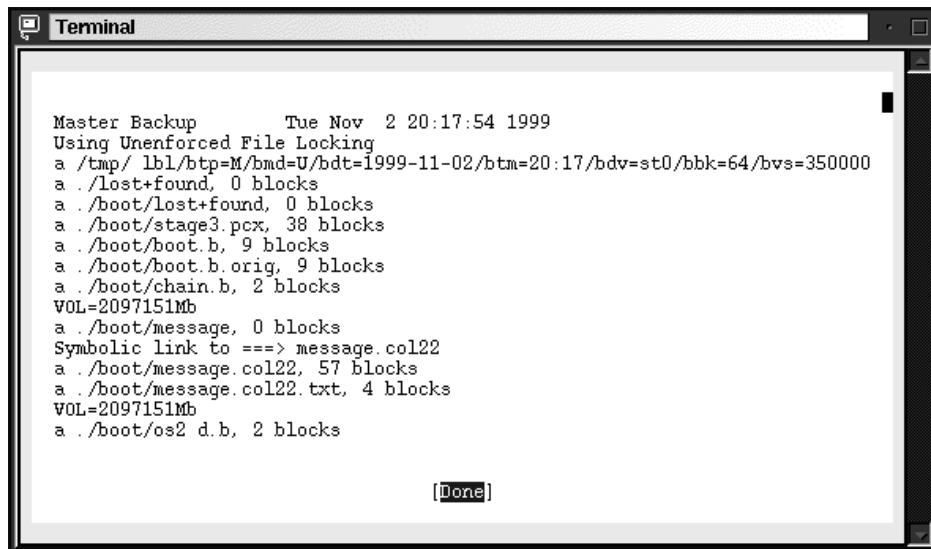 Terminal
Master Backup Tue Nov 2 20:17:54 1999
Using Unenforced File Locking
a /tmp/ lbl/btp=M/bmd=U/bdt=1999-11-02/btm=20:17/bdv=st0/bbk=64/bvs=350000
a ./lost+found, 0 blocks
a ./boot/lost+found, 0 blocks
a ./boot/stage3.pcx, 38 blocks
a ./boot/boot.b, 9 blocks
a ./boot/boot.b.orig, 9 blocks
a ./boot/chain.b, 2 blocks
VOL=2097151Mb
a ./boot/message, 0 blocks
Symbolic link to ===> message.col22
a ./boot/message.col22, 57 blocks
a ./boot/message.col22.txt, 4 blocks
VOL=2097151Mb
a ./boot/os2 d.b, 2 blocks
[Done]